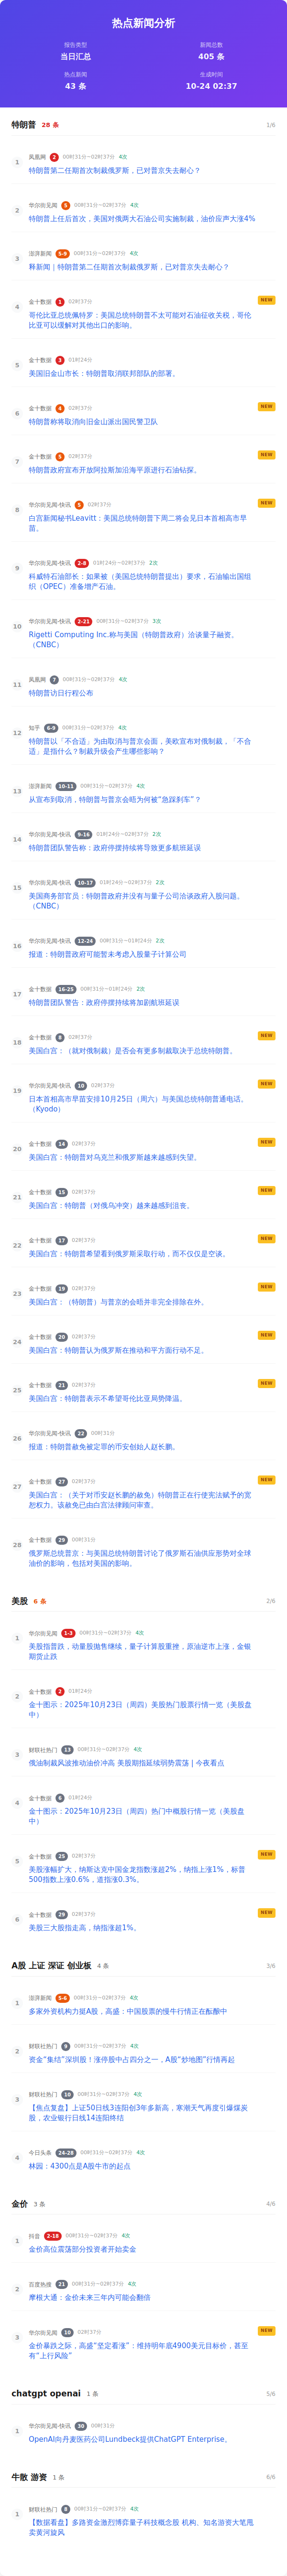 热点新闻分析
报告类型
当日汇总
新闻总数
405 条
热点新闻
43 条
生成时间
10-24 02:37
特朗普 28 条 1/6
1 凤凰网 2 00时31分~02时37分 4次
特朗普第二任期首次制裁俄罗斯，已对普京失去耐心？
2 华尔街见闻 5 00时31分~02时37分 4次
特朗普上任后首次，美国对俄两大石油公司实施制裁，油价应声大涨4%
3 澎湃新闻 5-9 00时31分~02时37分 4次
释新闻｜特朗普第二任期首次制裁俄罗斯，已对普京失去耐心？
4 金十数据 1 02时37分 NEW
哥伦比亚总统佩特罗：美国总统特朗普不太可能对石油征收关税，哥伦
比亚可以缓解对其他出口的影响。
5 金十数据 3 01时24分
美国旧金山市长：特朗普取消联邦部队的部署。
6 金十数据 4 02时37分 NEW
特朗普称将取消向旧金山派出国民警卫队
7 金十数据 5 02时37分 NEW
特朗普政府宣布开放阿拉斯加沿海平原进行石油钻探。
8 华尔街见闻-快讯 5 02时37分 NEW
白宫新闻秘书Leavitt：美国总统特朗普下周二将会见日本首相高市早
苗。
9 华尔街见闻-快讯 2-8 01时24分~02时37分 2次
科威特石油部长：如果被（美国总统特朗普提出）要求，石油输出国组
织（OPEC）准备增产石油。
10 华尔街见闻-快讯 2-21 00时31分~02时37分 3次
Rigetti Computing Inc.称与美国（特朗普政府）洽谈量子融资。
（CNBC）
11 凤凰网 7 00时31分~02时37分 4次
特朗普访日行程公布
12 知乎 6-9 00时31分~02时37分 4次
特朗普以「不合适」为由取消与普京会面，美欧宣布对俄制裁，「不合
适」是指什么？制裁升级会产生哪些影响？
13 澎湃新闻 10-11 00时31分~02时37分 4次
从宣布到取消，特朗普与普京会晤为何被“急踩刹车”？
14 华尔街见闻-快讯 9-16 01时24分~02时37分 2次
特朗普团队警告称：政府停摆持续将导致更多航班延误
15 华尔街见闻-快讯 10-17 01时24分~02时37分 2次
美国商务部官员：特朗普政府并没有与量子公司洽谈政府入股问题。
（CNBC）
16 华尔街见闻-快讯 12-24 00时31分~01时24分 2次
报道：特朗普政府可能暂未考虑入股量子计算公司
17 金十数据 16-25 00时31分~01时24分 2次
特朗普团队警告：政府停摆持续将加剧航班延误
18 金十数据 8 02时37分 NEW
美国白宫：（就对俄制裁）是否会有更多制裁取决于总统特朗普。
19 华尔街见闻-快讯 10 02时37分 NEW
日本首相高市早苗安排10月25日（周六）与美国总统特朗普通电话。
（Kyodo）
20 金十数据 14 02时37分 NEW
美国白宫：特朗普对乌克兰和俄罗斯越来越感到失望。
21 金十数据 15 02时37分 NEW
美国白宫：特朗普（对俄乌冲突）越来越感到沮丧。
22 金十数据 17 02时37分 NEW
美国白宫：特朗普希望看到俄罗斯采取行动，而不仅仅是空谈。
23 金十数据 19 02时37分 NEW
美国白宫：（特朗普）与普京的会晤并非完全排除在外。
24 金十数据 20 02时37分 NEW
美国白宫：特朗普认为俄罗斯在推动和平方面行动不足。
25 金十数据 21 02时37分 NEW
美国白宫：特朗普表示不希望哥伦比亚局势降温。
26 华尔街见闻-快讯 22 00时31分
报道：特朗普赦免被定罪的币安创始人赵长鹏。
27 金十数据 27 02时37分 NEW
美国白宫：（关于对币安赵长鹏的赦免）特朗普正在行使宪法赋予的宽
恕权力。该赦免已由白宫法律顾问审查。
28 金十数据 29 00时31分
俄罗斯总统普京：与美国总统特朗普讨论了俄罗斯石油供应形势对全球
油价的影响，包括对美国的影响。
美股 6 条 2/6
1 华尔街见闻 1-3 00时31分~02时37分 4次
美股指普跌，动量股抛售继续，量子计算股重挫，原油逆市上涨，金银
期货止跌
2 金十数据 2 01时24分
金十图示：2025年10月23日（周四）美股热门股票行情一览（美股盘
中）
3 财联社热门 13 00时31分~02时37分 4次
俄油制裁风波推动油价冲高 美股期指延续弱势震荡 | 今夜看点
4 金十数据 6 01时24分
金十图示：2025年10月23日（周四）热门中概股行情一览（美股盘
中）
5 金十数据 25 02时37分 NEW
美股涨幅扩大，纳斯达克中国金龙指数涨超2%，纳指上涨1%，标普
500指数上涨0.6%，道指涨0.3%。
6 金十数据 29 02时37分 NEW
美股三大股指走高，纳指涨超1%。
A股 上证 深证 创业板 4 条 3/6
1 澎湃新闻 5-6 00时31分~02时37分 4次
多家外资机构力挺A股，高盛：中国股票的慢牛行情正在酝酿中
2 财联社热门 9 00时31分~02时37分 4次
资金“集结”深圳股！涨停股中占四分之一，A股“炒地图”行情再起
3 财联社热门 10 00时31分~02时37分 4次
【焦点复盘】上证50日线3连阳创3年多新高，寒潮天气再度引爆煤炭
股，农业银行日线14连阳终结
4 今日头条 24-28 00时31分~02时37分 4次
林园：4300点是A股牛市的起点
金价 3 条 4/6
1 抖音 2-18 00时31分~02时37分 4次
金价高位震荡部分投资者开始卖金
2 百度热搜 21 00时31分~02时37分 4次
摩根大通：金价未来三年内可能会翻倍
3 华尔街见闻 10 02时37分 NEW
金价暴跌之际，高盛“坚定看涨”：维持明年底4900美元目标价，甚至
有“上行风险”
chatgpt openai 1 条 5/6
1 华尔街见闻-快讯 30 00时31分
OpenAI向丹麦医药公司Lundbeck提供ChatGPT Enterprise。
牛散 游资 1 条 6/6
1 财联社热门 8 00时31分~02时37分 4次
【数据看盘】多路资金激烈博弈量子科技概念股 机构、知名游资大笔甩
卖黄河旋风